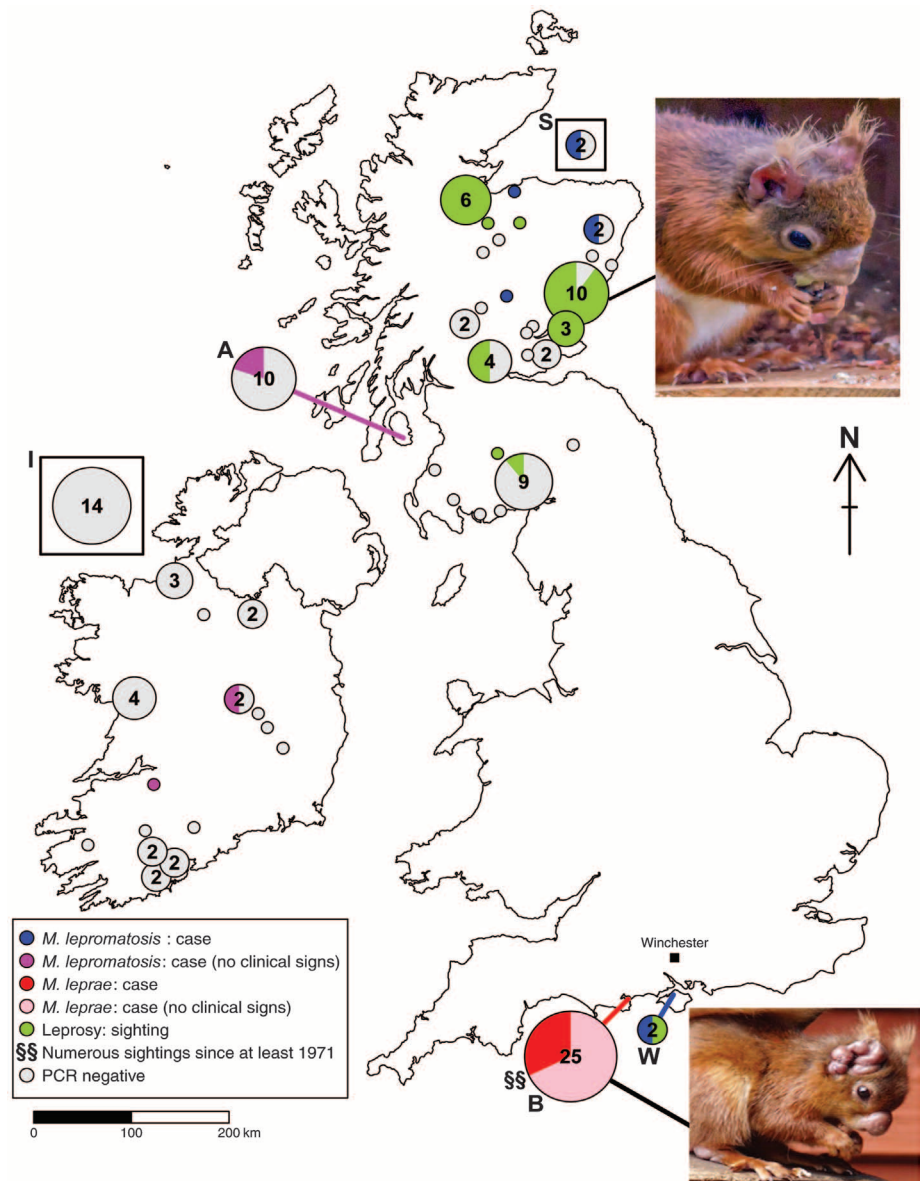 S
2
6
2
10
3
2
4
2
A
10
N
I
14
9
3
2
4
2
2
2
2
M. lepromatosis : case
M. lepromatosis: case (no clinical signs)
M. leprae: case
M. leprae: case (no clinical signs)
Leprosy: sighting
§§ Numerous sightings since at least 1971
PCR negative
0 100 200 km
Winchester
2
W
25
§§
B